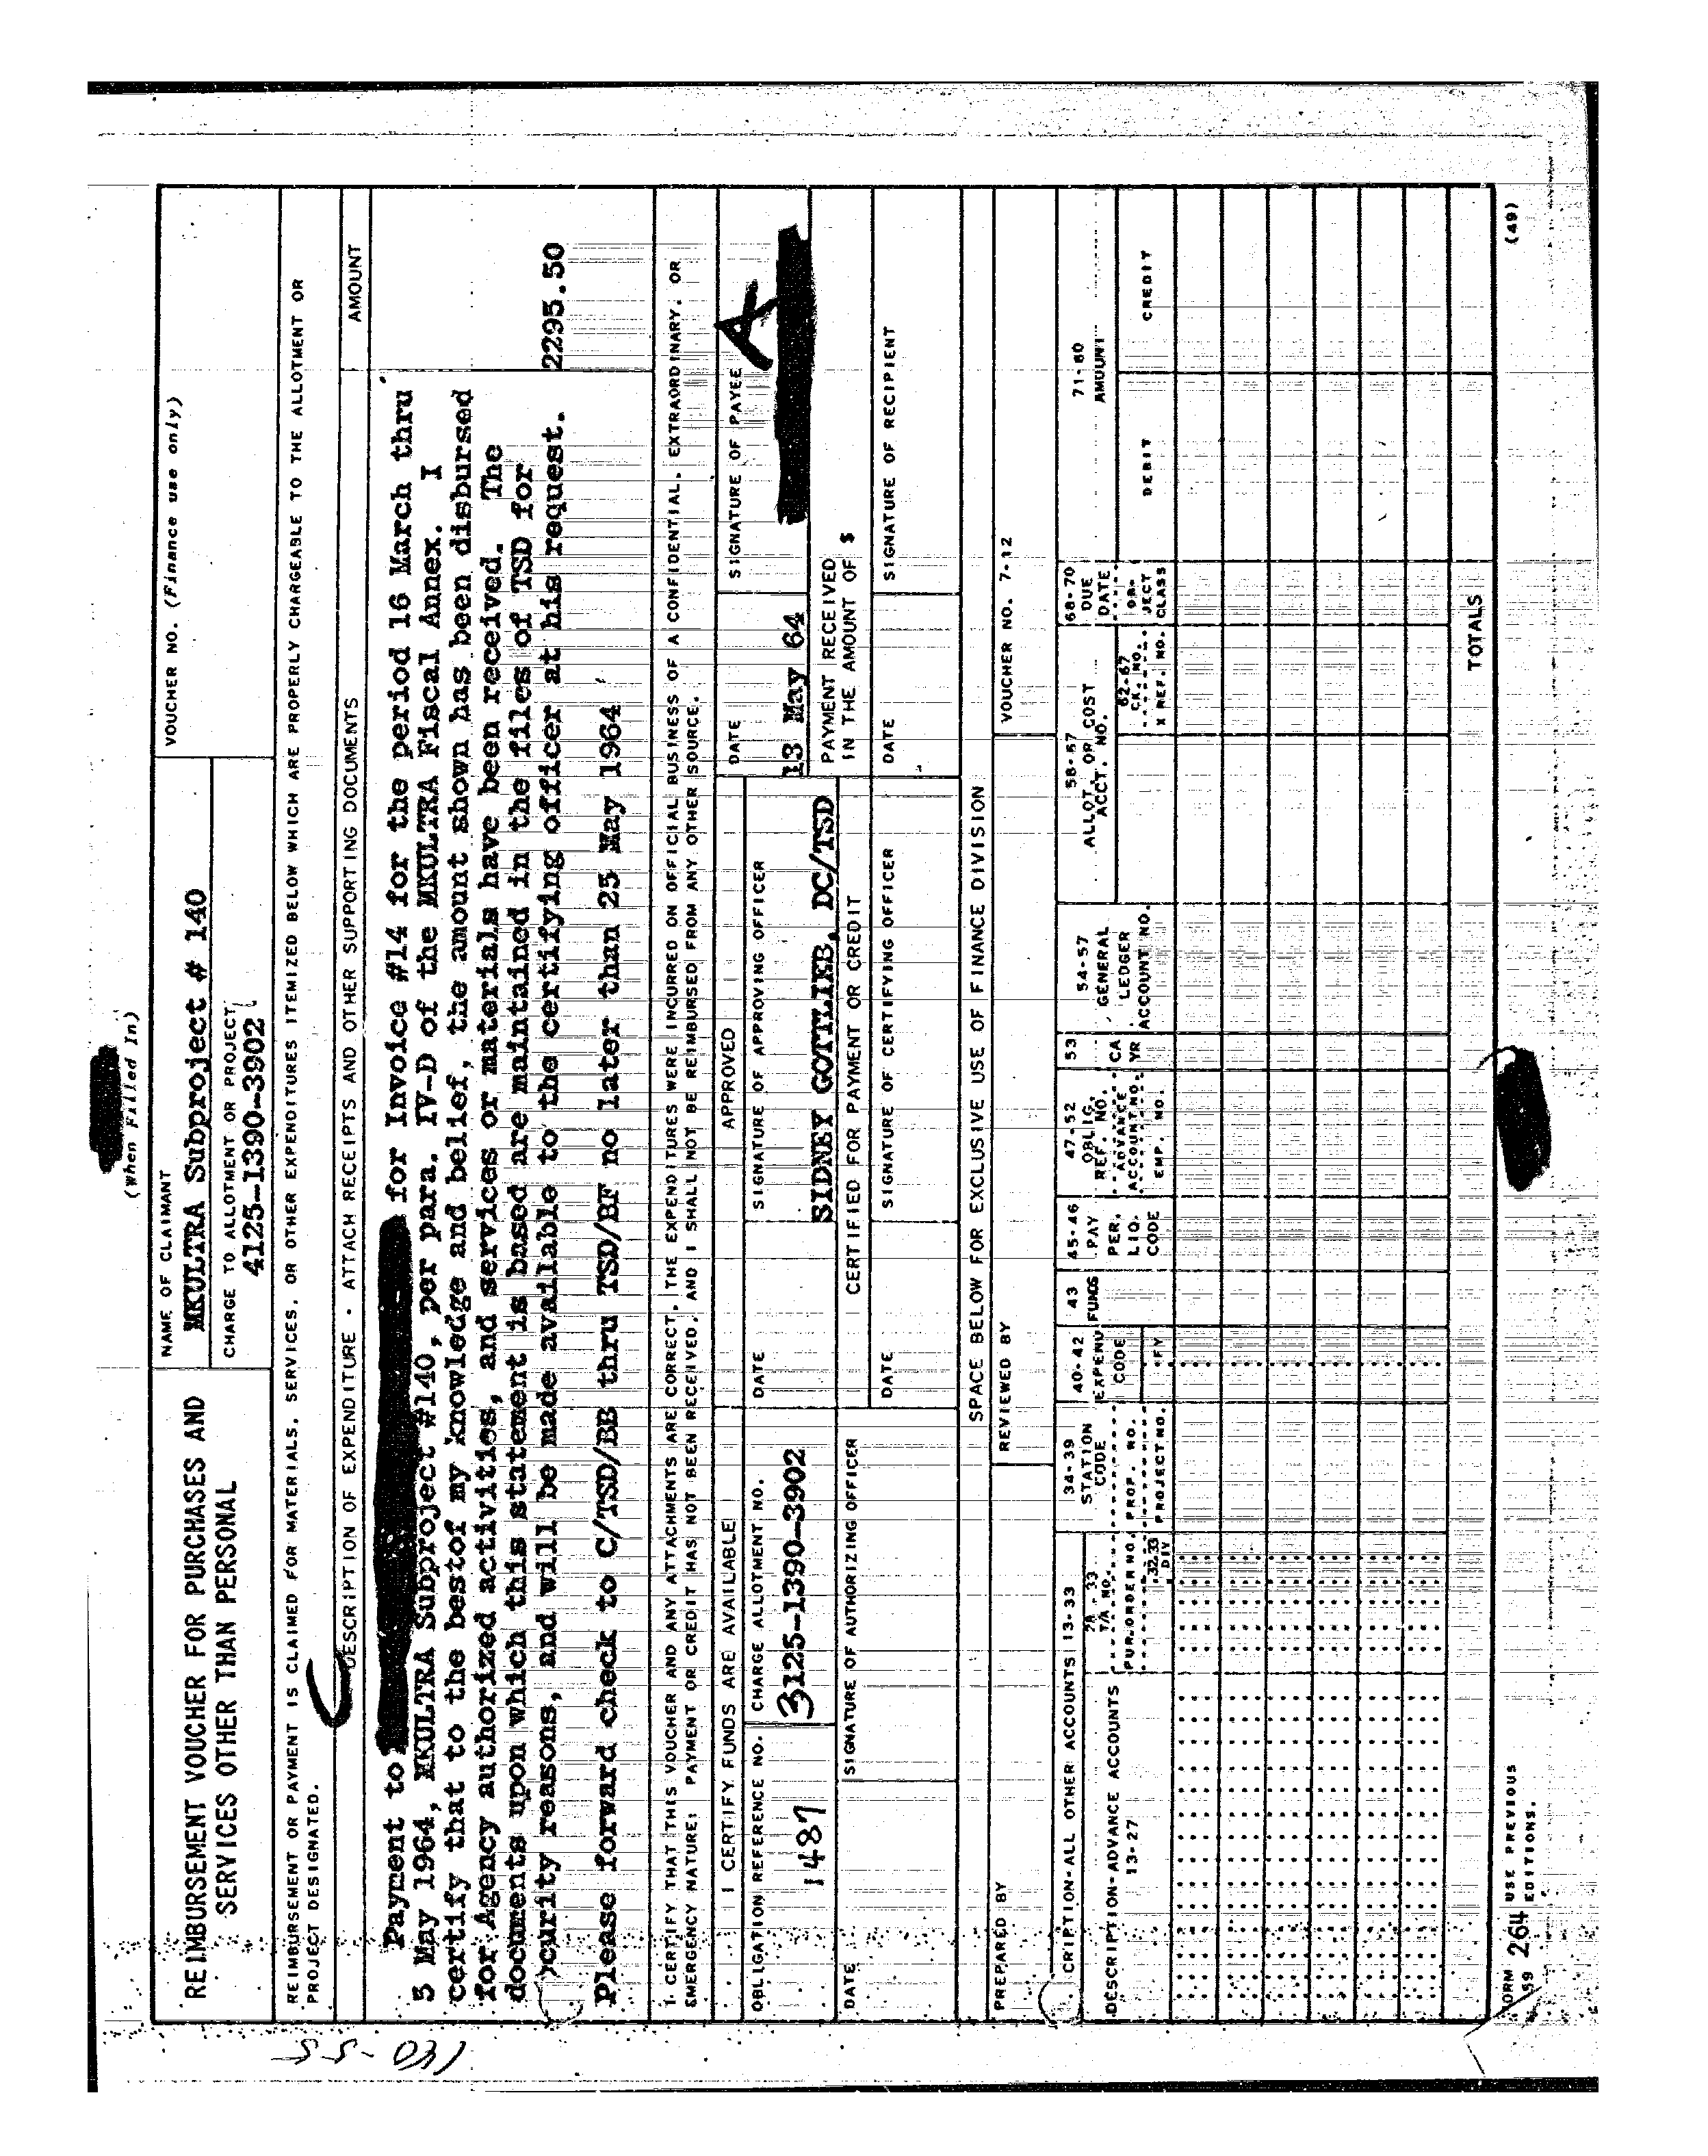 (When Filled In)
REIMBURSEMENT VOUCHER FOR PURCHASES AND
SERVICES OTHER THAN PERSONAL
NAME OF CLAIMANT
MKULTRA Subproject # 140
CHARGE TO ALLOTMENT OR PROJECT
4125-1390-3902
VOUCHER NO. (Finance use only)
REIMBURSEMENT OR PAYMENT IS CLAIMED FOR MATERIALS, SERVICES, OR OTHER EXPENDITURES ITEMIZED BELOW WHICH ARE PROPERLY CHARGEABLE TO THE ALLOTMENT OR
PROJECT DESIGNATED.
DESCRIPTION OF EXPENDITURE - ATTACH RECEIPTS AND OTHER SUPPORTING DOCUMENTS
AMOUNT
Payment to for Invoice #14 for the period 16 March thru
5 May 1964, MKULTRA Subproject #140, per para. IV-D of the MKULTRA Fiscal Annex. I
certify that to the bestof my knowledge and belief, the amount shown has been disbursed
for Agency authorized activities, and services or materials have been received. The
documents upon which this statement is based are maintained in the files of TSD for
curity reasons, and will be made available to the certifying officer at his request.
2295.50
Please forward check to C/TSD/BB thru TSD/BF no later than 25 May 1964
I CERTIFY THAT THIS VOUCHER AND ANY ATTACHMENTS ARE CORRECT, THE EXPENDITURES WERE INCURRED ON OFFICIAL BUSINESS OF A CONFIDENTIAL, EXTRAORDINARY, OR
EMERGENCY NATURE; PAYMENT OR CREDIT HAS NOT BEEN RECEIVED, AND I SHALL NOT BE REIMBURSED FROM ANY OTHER SOURCE.
I CERTIFY FUNDS ARE AVAILABLE
APPROVED
DATE
13 May 64
SIGNATURE OF PAYEE
A
OBLIGATION REFERENCE NO.
1487
CHARGE ALLOTMENT NO.
3125-1390-3902
DATE
SIGNATURE OF APPROVING OFFICER
SIDNEY GOTTLIEB, DC/TSD
PAYMENT RECEIVED
IN THE AMOUNT OF $
DATE
SIGNATURE OF AUTHORIZING OFFICER
CERTIFIED FOR PAYMENT OR CREDIT
DATE
SIGNATURE OF CERTIFYING OFFICER
DATE
SIGNATURE OF RECIPIENT
SPACE BELOW FOR EXCLUSIVE USE OF FINANCE DIVISION
PREPARED BY
REVIEWED BY
VOUCHER NO. 7-12
CRIPTION-ALL OTHER ACCOUNTS 13-33
DESCRIPTION-ADVANCE ACCOUNTS
13-27
T/A NO.
PUR.ORDER NO.
32-33
DIV
34-39
STATION
CODE
PROP. NO.
PROJECT NO.
40-42
EXPEND
CODE
FY
43
FUNDS
45-46
PAY
PER.
LIQ.
CODE
47-52
OBLIG.
REF. NO.
ADVANCE
ACCOUNT NO.
EMP. NO.
53
CA
YR
54-57
GENERAL
LEDGER
ACCOUNT NO.
58-67
ALLOT. OR COST
ACCT. NO.
62-67
CK. NO.
X REF. NO.
68-70
DUE
DATE
OB-
JECT
CLASS
71-80
AMOUNT
DEBIT
CREDIT
TOTALS
FORM
264
USE PREVIOUS
EDITIONS.
(49)
140-55